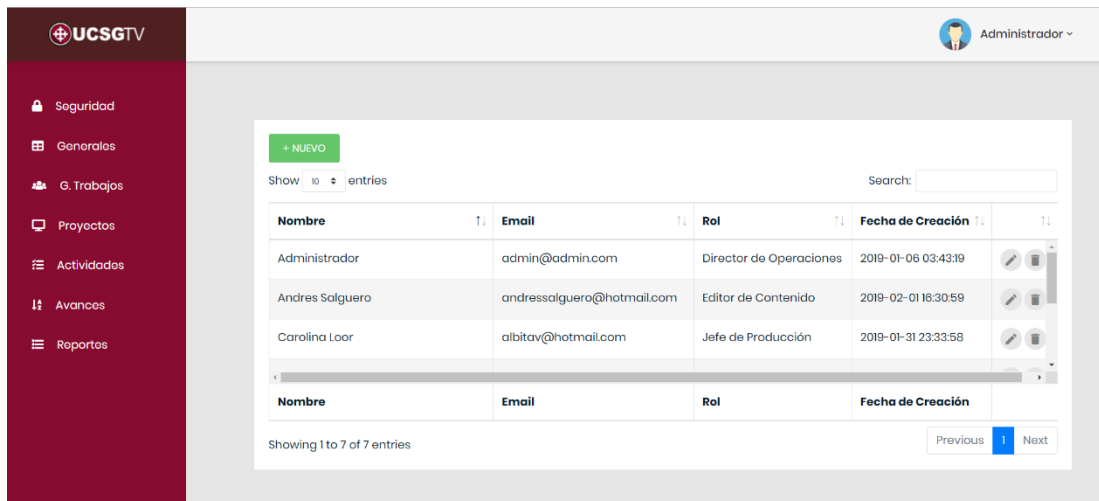 UCSGTV
Administrador
Seguridad
Generales
G. Trabajos
Proyectos
Actividades
Avances
Reportes
+ NUEVO
Show 10 entries
Search:
Nombre Email Rol Fecha de Creación
Administrador admin@admin.com Director de Operaciones 2019-01-06 03:43:19
Andres Salguero andressalguero@hotmail.com Editor de Contenido 2019-02-01 16:30:59
Carolina Loor albitav@hotmail.com Jefe de Producción 2019-01-31 23:33:58
Nombre Email Rol Fecha de Creación
Showing 1 to 7 of 7 entries
Previous 1 Next